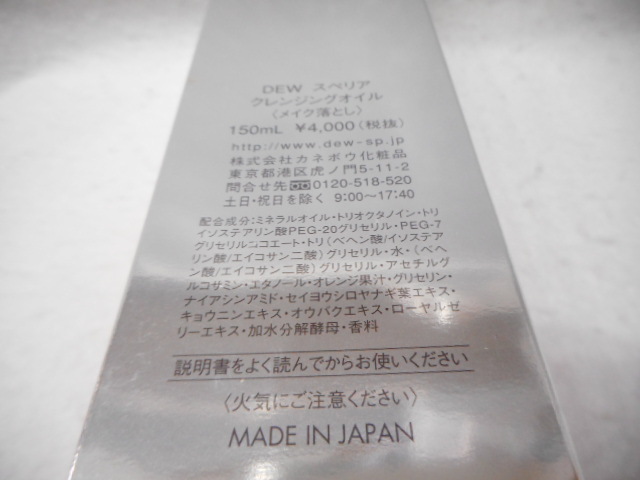 DEW スペリア
クレンジングオイル
〈メイク落とし〉
150mL ¥4,000(税抜)
http://www.dew-sp.jp
株式会社カネボウ化粧品
東京都港区虎ノ門5-11-2
問合せ先 0120-518-520
土日・祝日を除く 9:00〜17:40
配合成分:ミネラルオイル・トリオクタノイン・トリ
イソステアリン酸PEG-20グリセリル・PEG-7
グリセリルココエート・トリ(ベヘン酸/イソステア
リン酸/エイコサン二酸)グリセリル・水・(ベヘ
ン酸/エイコサン二酸)グリセリル・アセチルグ
ルコサミン・エタノール・オレンジ果汁・グリセリン・
ナイアシンアミド・セイヨウシロヤナギ葉エキス・
キョウニンエキス・オウバクエキス・ローヤルゼ
リーエキス・加水分解酵母・香料
説明書をよく読んでからお使いください
〈火気にご注意ください〉
MADE IN JAPAN